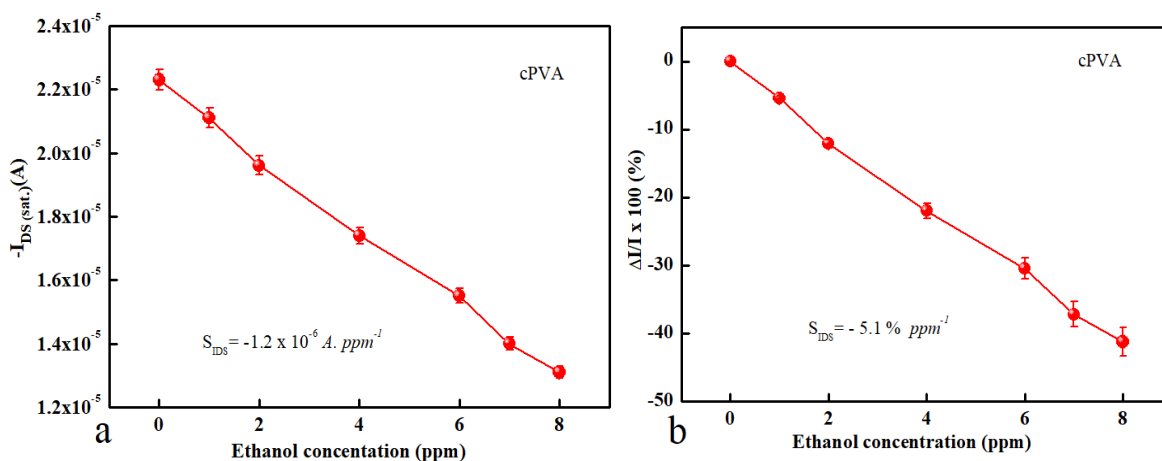 2.4x10-5
2.2x10-5
2.0x10-5
1.8x10-5
1.6x10-5
1.4x10-5
1.2x10-5
-IDS (sat.)(A)
cPVA
SIDS= -1.2 x 10-6 A. ppm-1
0 2 4 6 8
a
Ethanol concentation (ppm)
0
-10
-20
-30
-40
-50
ΔI/I x 100 (%)
cPVA
SIDS= - 5.1 % ppm-1
0 2 4 6 8
b
Ethanol concentration (ppm)